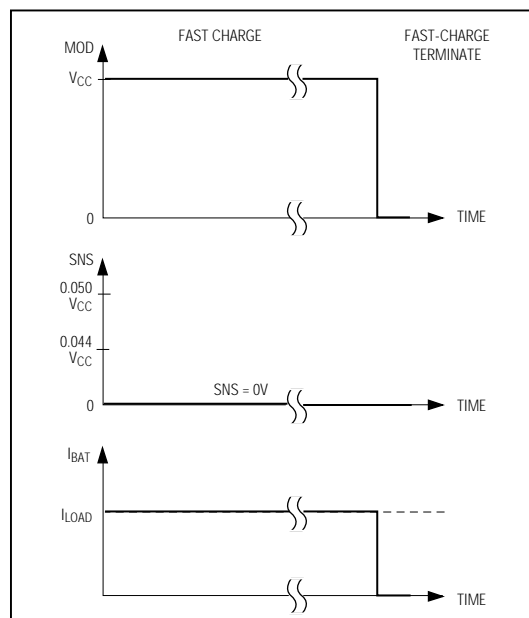 FAST CHARGE
FAST-CHARGE
TERMINATE
MOD
VCC
0
TIME
SNS
0.050
VCC
0.044
VCC
SNS = 0V
0
TIME
IBAT
ILOAD
TIME